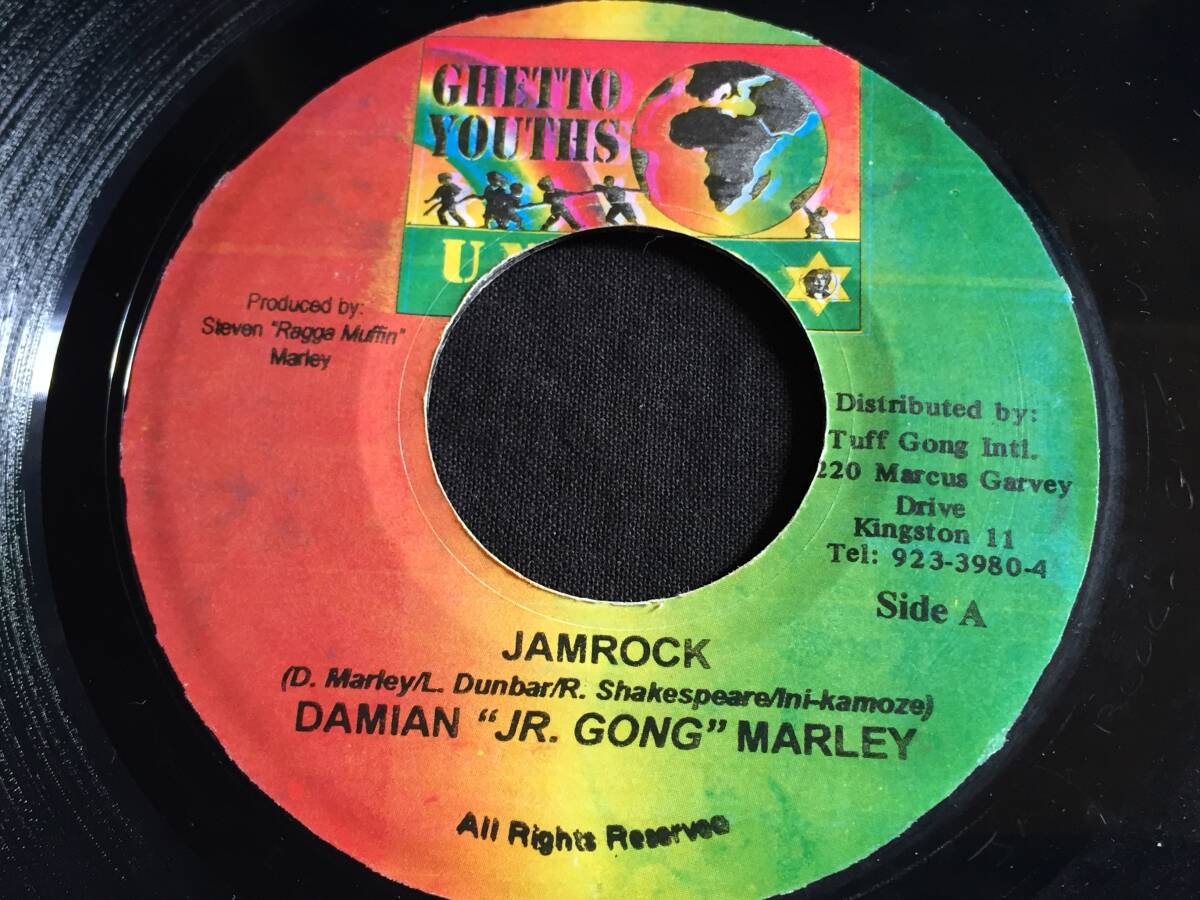 GHETTO
YOUTHS
Produced by:
Steven "Ragga Muffin"
Marley
Distributed by:
Tuff Gong Intl.
220 Marcus Garvey
Drive
Kingston 11
Tel: 923-3980-4
Side A
JAMROCK
(D. Marley/L. Dunbar/R. Shakespeare/Ini-kamoze)
DAMIAN "JR. GONG" MARLEY
All Rights Reserved